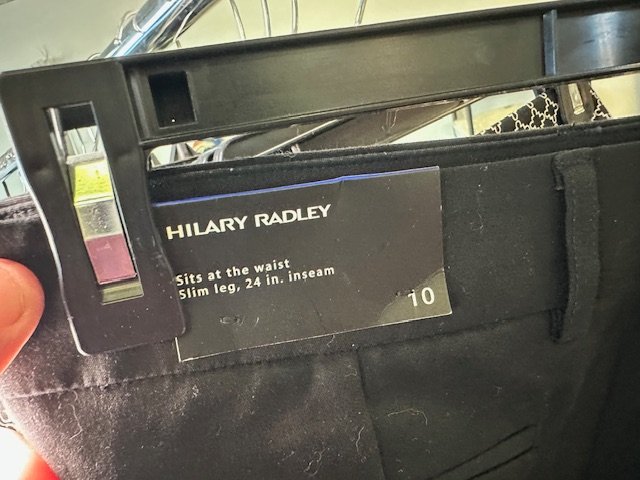 HILARY RADLEY
Sits at the waist
Slim leg, 24 in. inseam
10